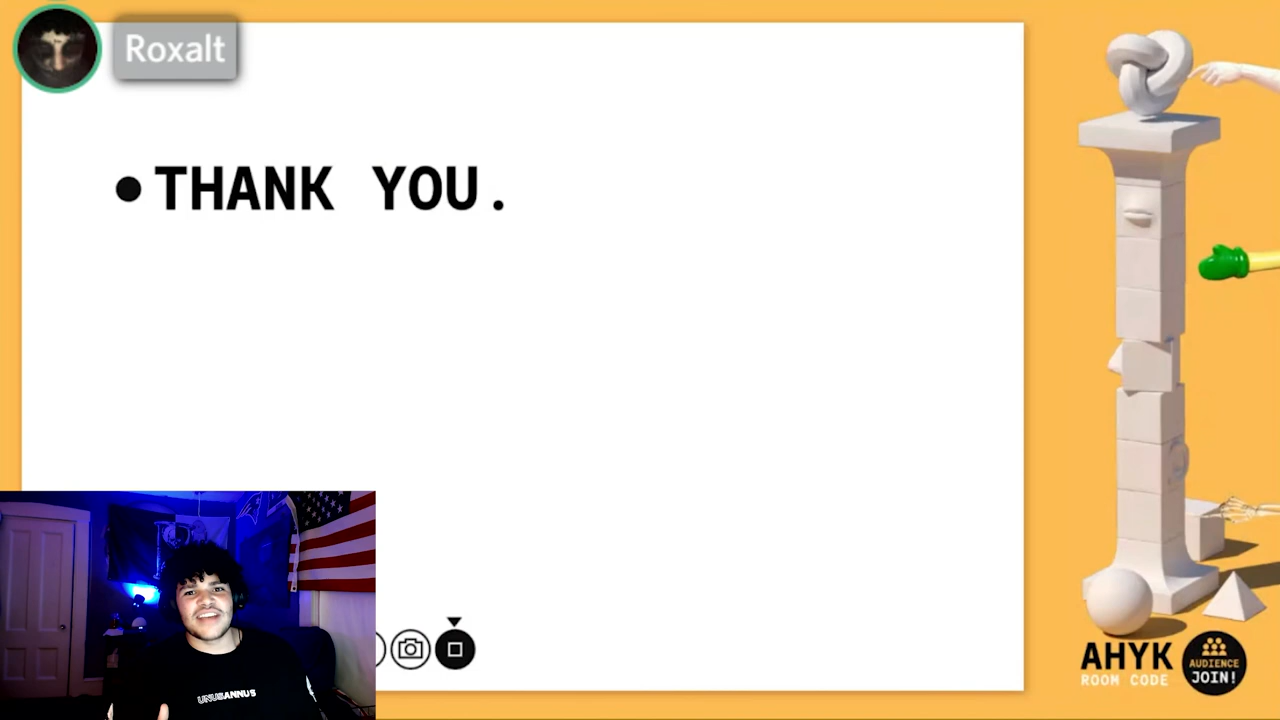 Roxalt
•THANK YOU.
UNUSANNUS
AHYK
ROOM CODE
AUDIENCE
JOIN!